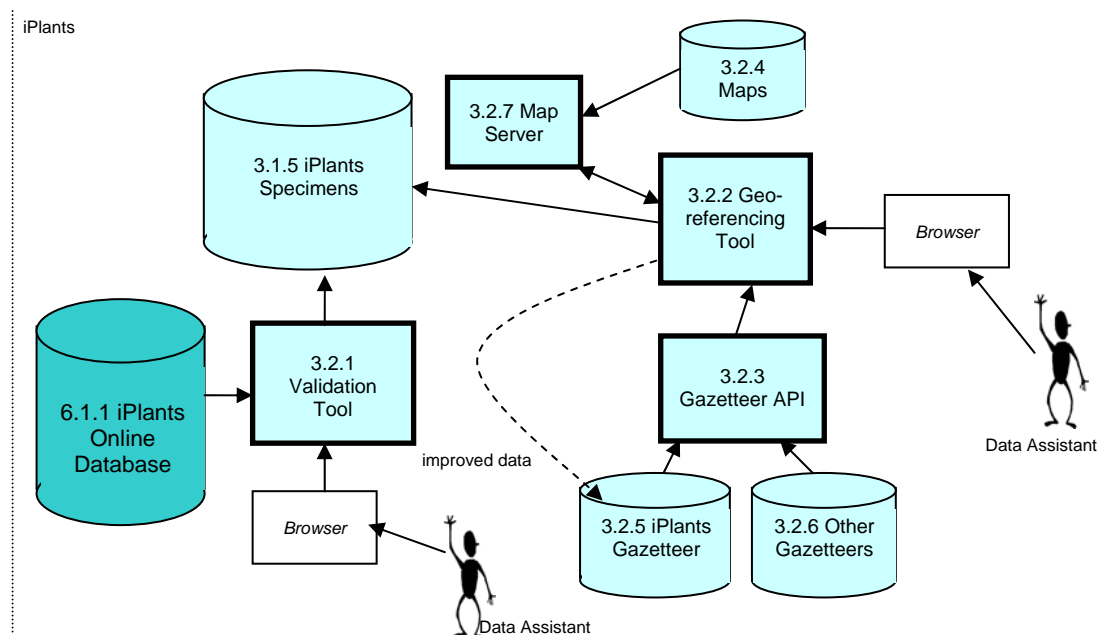 iPlants
3.2.4
Maps
3.2.7 Map
Server
3.1.5 iPlants
Specimens
3.2.2 Geo-
referencing
Tool
Browser
3.2.1
Validation
Tool
3.2.3
Gazetteer API
6.1.1 iPlants
Online
Database
Data Assistant
improved data
Browser
3.2.5 iPlants
Gazetteer
3.2.6 Other
Gazetteers
Data Assistant